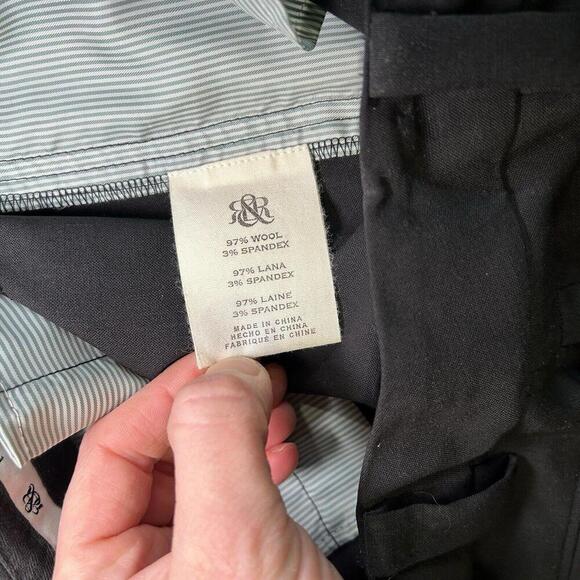 R&R
97% WOOL
3% SPANDEX
97% LANA
3% SPANDEX
97% LAINE
3% SPANDEX
MADE IN CHINA
HECHO EN CHINA
FABRIQUÉ EN CHINE